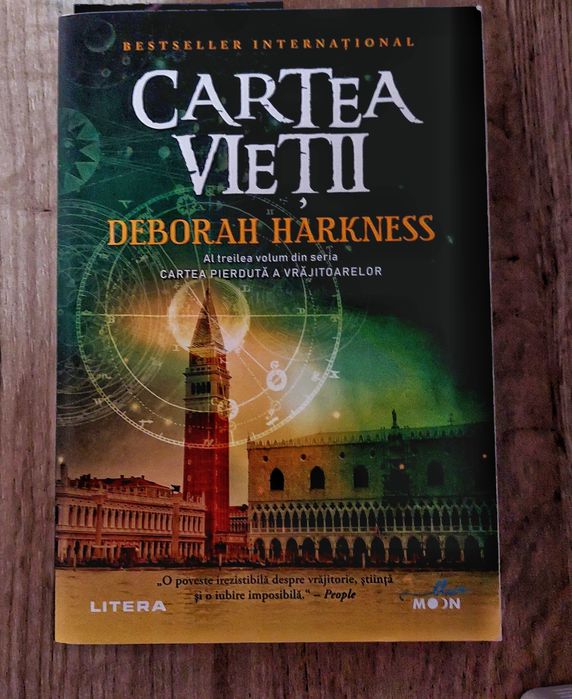 BESTSELLER INTERNAȚIONAL
CARTEA
VIEȚII
DEBORAH HARKNESS
Al treilea volum din seria
CARTEA PIERDUTĂ A VRĂJITOARELOR
„O poveste irezistibilă despre vrăjitorie, știință
și o iubire imposibilă.” – People
LITERA
MOON